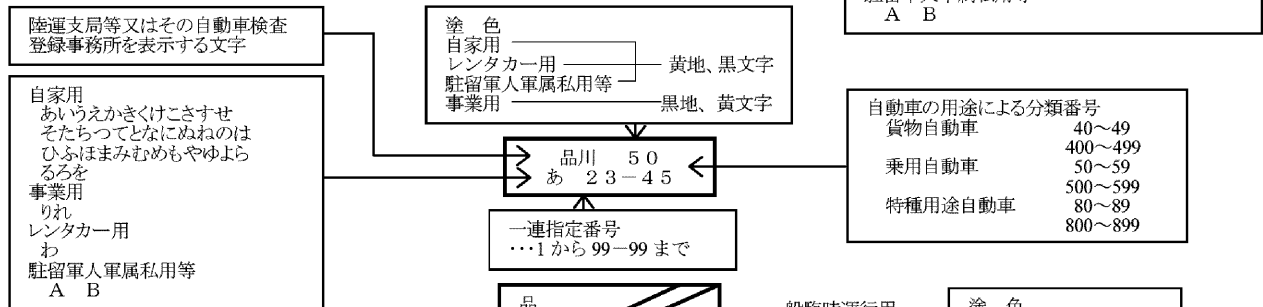 A B
陸運支局等又はその自動車検査
登録事務所を表示する文字
塗 色
自家用
レンタカー用 黄地、黒文字
駐留軍人軍属私用等
事業用 黒地、黄文字
自家用
あいうえかきくけこさすせ
そたちつてとなにぬねのは
ひふほまみむめもやゆよら
るろを
事業用
りれ
レンタカー用
わ
駐留軍人軍属私用等
A B
品川 50
あ 23-45
一連指定番号
…1から99-99まで
自動車の用途による分類番号
貨物自動車 40~49
400~499
乗用自動車 50~59
500~599
特種用途自動車 80~89
800~899
品
塗 色